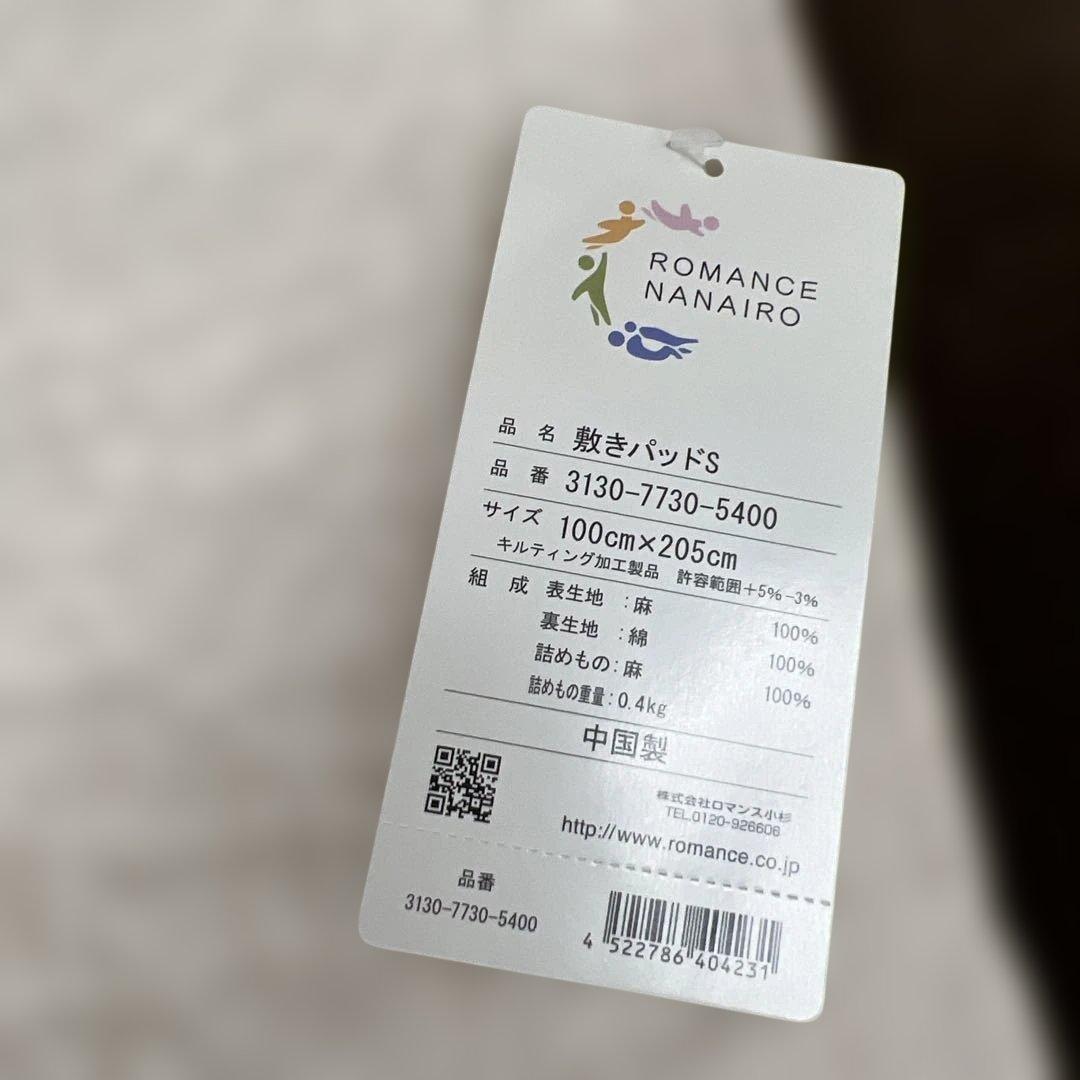 ROMANCE
NANAIRO
品名 敷きパッドS
品番 3130-7730-5400
サイズ 100cm×205cm
キルティング加工製品 許容範囲+5%-3%
組成 表生地 :麻 100%
裏生地 :綿 100%
詰めもの:麻 100%
詰めもの重量:0.4kg
中国製
株式会社ロマンス小杉
TEL.0120-926606
http://www.romance.co.jp
品番
3130-7730-5400
4 522786 404231